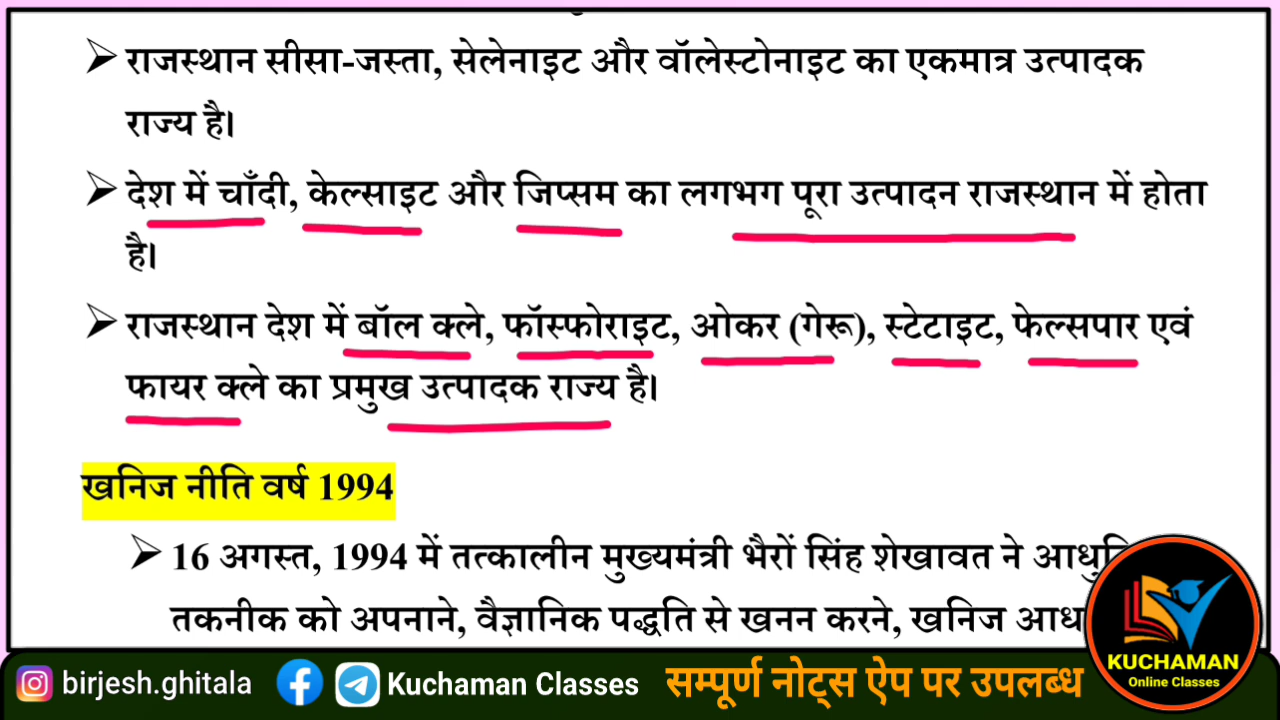 ➢ राजस्थान सीसा-जस्ता, सेलेनाइट और वॉलेस्टोनाइट का एकमात्र उत्पादक
राज्य है।
➢ देश में चाँदी, केल्साइट और जिप्सम का लगभग पूरा उत्पादन राजस्थान में होता
है।
➢ राजस्थान देश में बॉल क्ले, फॉस्फोराइट, ओकर (गेरू), स्टेटाइट, फेल्सपार एवं
फायर क्ले का प्रमुख उत्पादक राज्य है।
खनिज नीति वर्ष 1994
➢ 16 अगस्त, 1994 में तत्कालीन मुख्यमंत्री भैरों सिंह शेखावत ने
तकनीक को अपनाने, वैज्ञानिक पद्धति से खनन करने, खनिज
KUCHAMAN
Online Classes
birjesh.ghitala Kuchaman Classes सम्पूर्ण नोट्स ऐप पर उपलब्ध